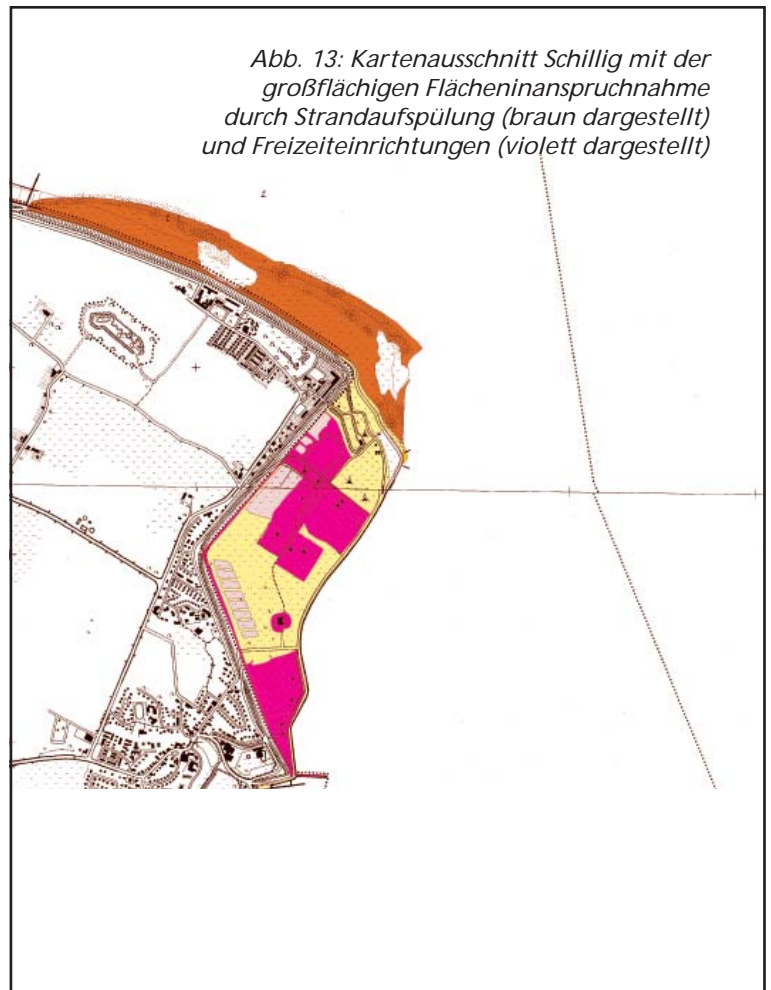 Abb. 13: Kartenausschnitt Schillig mit der
großflächigen Flächeninanspruchnahme
durch Strandaufspülung (braun dargestellt)
und Freizeiteinrichtungen (violett dargestellt)